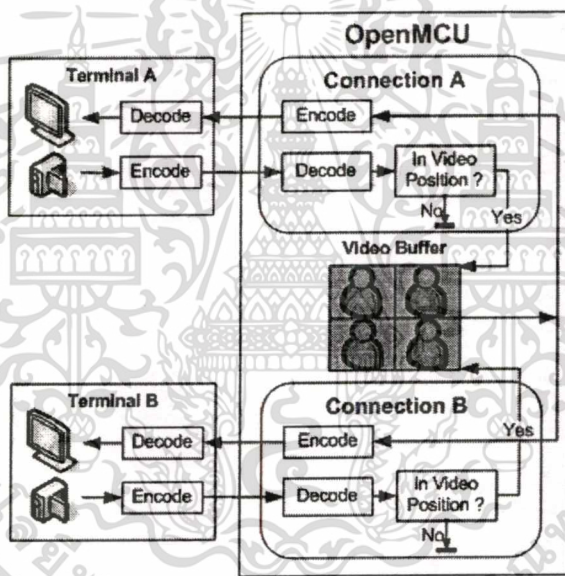 OpenMCU
Terminal A
Decode
Encode
Connection A
Encode
Decode
In Video
Position ?
No
Yes
Video Buffer
Terminal B
Decode
Encode
Connection B
Encode
Decode
In Video
Position ?
No
Yes